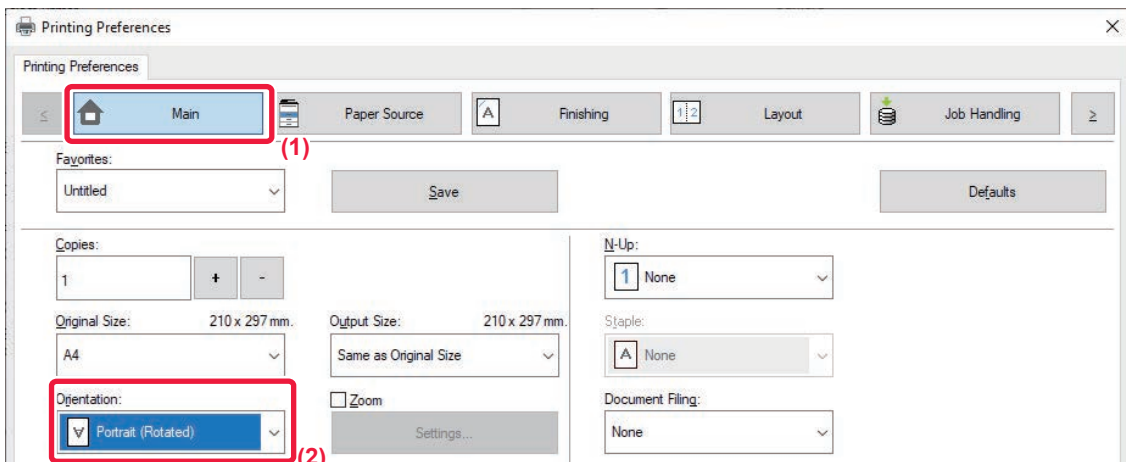 Printing Preferences
Printing Preferences
Main
Paper Source
Finishing
Layout
Job Handling
(1)
Favorites:
Untitled
Save
Defaults
Copies:
1
+
-
N-Up:
1 None
Original Size: 210 x 297 mm.
A4
Output Size: 210 x 297 mm.
Same as Original Size
Staple:
A None
Orientation:
A Portrait (Rotated)
(2)
Zoom
Settings...
Document Filing:
None